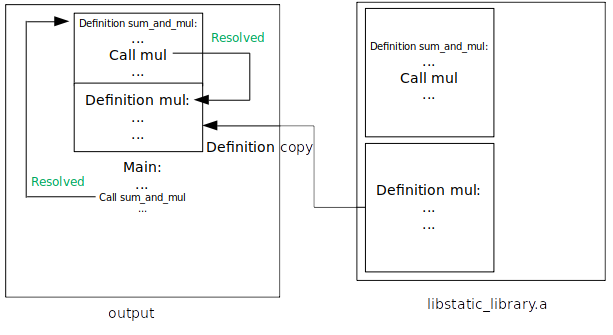 Definition sum_and_mul:
...
Call mul
...
Resolved
Definition mul:
...
...
Definition copy
Main:
...
Resolved
Call sum_and_mul
...
output
Definition sum_and_mul:
...
Call mul
...
Definition mul:
...
...
libstatic_library.a